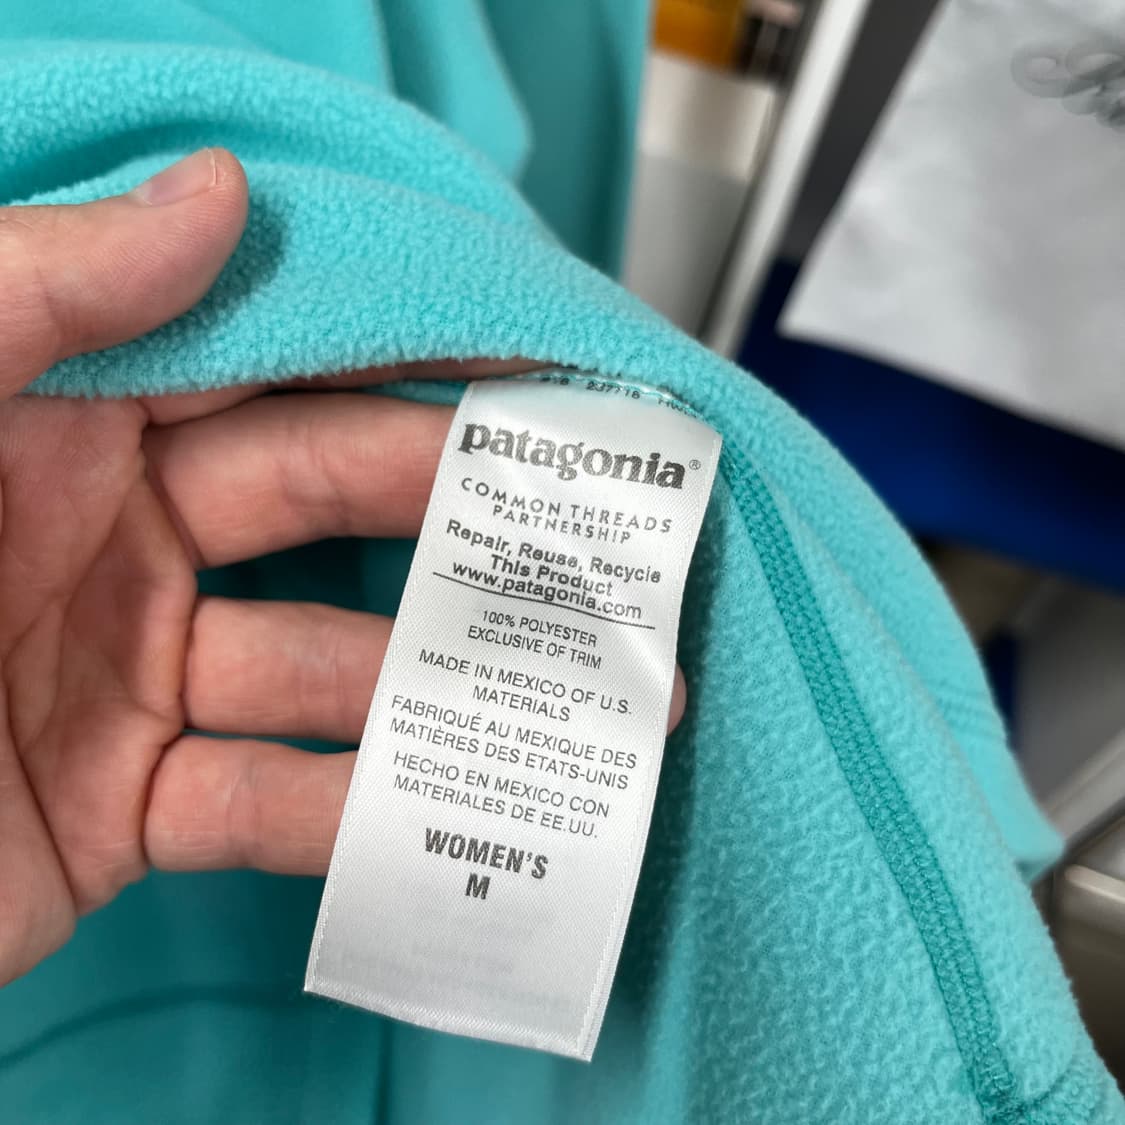 patagonia®
COMMON THREADS
PARTNERSHIP
Repair, Reuse, Recycle
This Product
www.patagonia.com
100% POLYESTER
EXCLUSIVE OF TRIM
MADE IN MEXICO OF U.S.
MATERIALS
FABRIQUÉ AU MEXIQUE DES
MATIÈRES DES ETATS-UNIS
HECHO EN MEXICO CON
MATERIALES DE EE.UU.
WOMEN'S
M